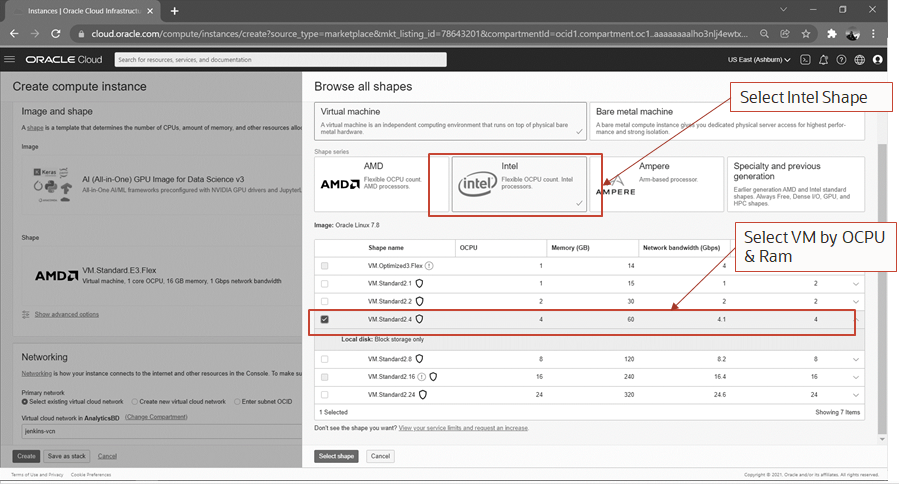 Instances | Oracle Cloud Infrastruct
cloud.oracle.com/compute/instances/create?source_type=marketplace&mkt_listing_id=78643201&compartmentId=ocid1.compartment.oc1..aaaaaaaalho3nlj4ewtx...
ORACLE Cloud
Search for resources, services, and documentation
US East (Ashburn)
Create compute instance
Image and shape
A shape is a template that determines the number of CPUs, amount of memory, and other resources alloc
Image
Keras
AI (All-in-One) GPU Image for Data Science v3
All-in-One AI/ML frameworks preconfigured with NVIDIA GPU drivers and Jupyter,
Shape
AMD
VM.Standard.E3.Flex
Virtual machine, 1 core OCPU, 16 GB memory, 1 Gbps network bandwidth
Show advanced options
Networking
Networking is how your instance connects to the internet and other resources in the Console. To make su
Primary network
Select existing virtual cloud network
Create new virtual cloud network
Enter subnet OCID
Virtual cloud network in AnalyticsBD (Change Compartment)
jenkins-vcn
Create
Save as stack
Cancel
Browse all shapes
Virtual machine
A virtual machine is an independent computing environment that runs on top of physical bare
metal hardware.
Bare metal machine
A bare metal compute instance gives you dedicated physical server access for highest perfor-
mance and strong isolation.
Shape series
AMD
AMD
Flexible OCPU count.
AMD processors.
intel
Intel
Flexible OCPU count. Intel
processors.
AMPERE
Ampere
Arm-based processor.
Specialty and previous
generation
Earlier generation AMD and Intel standard
shapes. Always Free, Dense I/O, GPU, and
HPC shapes.
Image: Oracle Linux 7.8
Shape name OCPU Memory (GB) Network bandwidth (Gbps)
VM.Optimized3.Flex 1 14 4
VM.Standard2.1 1 15 1 2
VM.Standard2.2 2 30 2 2
VM.Standard2.4 4 60 4.1 4
Local disk: Block storage only
VM.Standard2.8 8 120 8.2 8
VM.Standard2.16 16 240 16.4 16
VM.Standard2.24 24 320 24.6 24
1 Selected
Showing 7 Items
Don't see the shape you want? View your service limits and request an increase.
Select shape
Cancel
Select Intel Shape
Select VM by OCPU
& Ram
Terms of Use and Privacy
Cookie Preferences
Copyright © 2021, Oracle and/or its affiliates. All rights reserved.